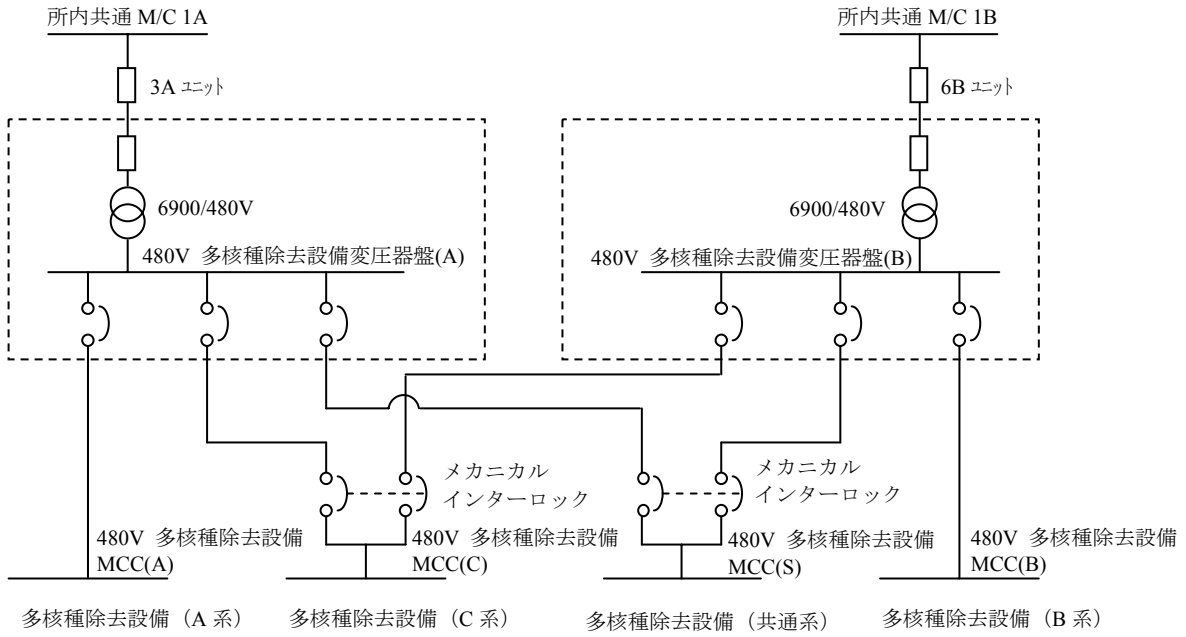 所内共通 M/C 1A
所内共通 M/C 1B
3A ユニット
6B ユニット
6900/480V
6900/480V
480V 多核種除去設備変圧器盤(A)
480V 多核種除去設備変圧器盤(B)
メカニカル
インターロック
メカニカル
インターロック
480V 多核種除去設備
MCC(A)
480V 多核種除去設備
MCC(C)
480V 多核種除去設備
MCC(S)
480V 多核種除去設備
MCC(B)
多核種除去設備（A 系）
多核種除去設備（C 系）
多核種除去設備（共通系）
多核種除去設備（B 系）